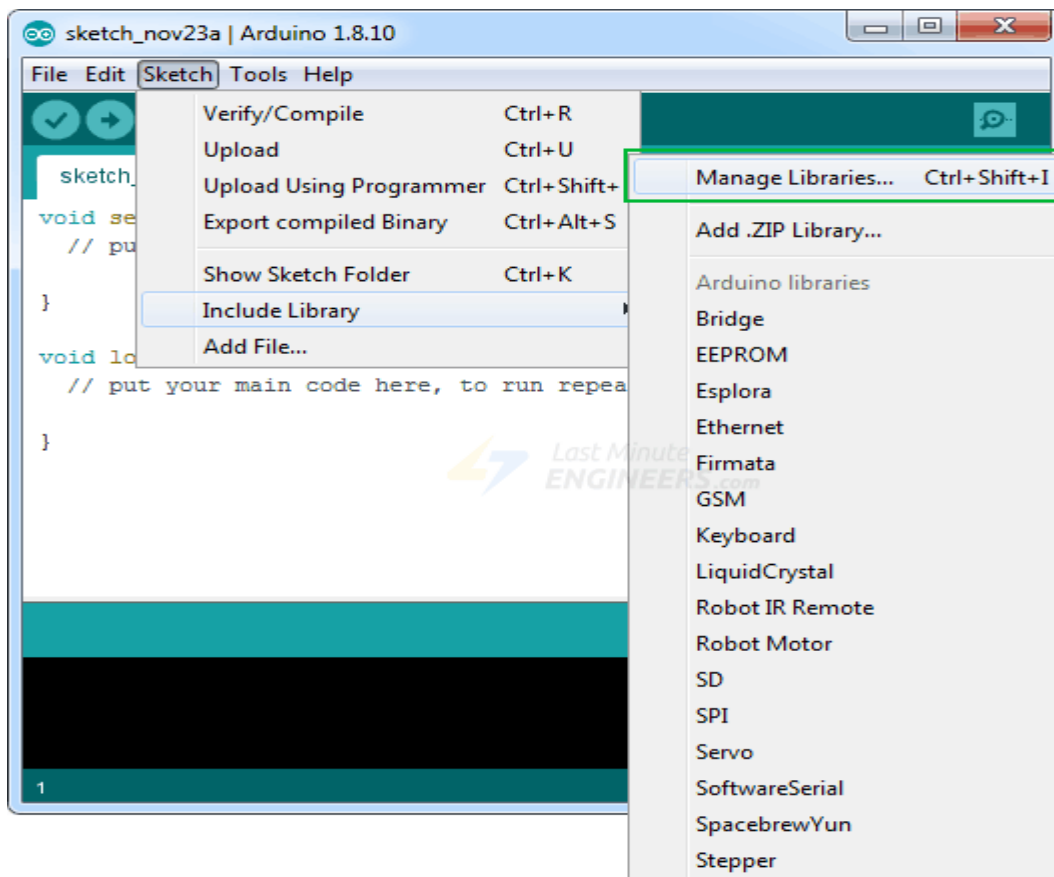 sketch_nov23a | Arduino 1.8.10
File Edit Sketch Tools Help
Verify/Compile Ctrl+R
Upload Ctrl+U
Upload Using Programmer Ctrl+Shift+
Export compiled Binary Ctrl+Alt+S
Show Sketch Folder Ctrl+K
Include Library
Add File...
Manage Libraries... Ctrl+Shift+I
Add .ZIP Library...
Arduino libraries
Bridge
EEPROM
Esplora
Ethernet
Firmata
GSM
Keyboard
LiquidCrystal
Robot IR Remote
Robot Motor
SD
SPI
Servo
SoftwareSerial
SpacebrewYun
Stepper
sketch_
void se
// pu
}
void lo
// put your main code here, to run repea
}
Last Minute
ENGINEERS.com
1